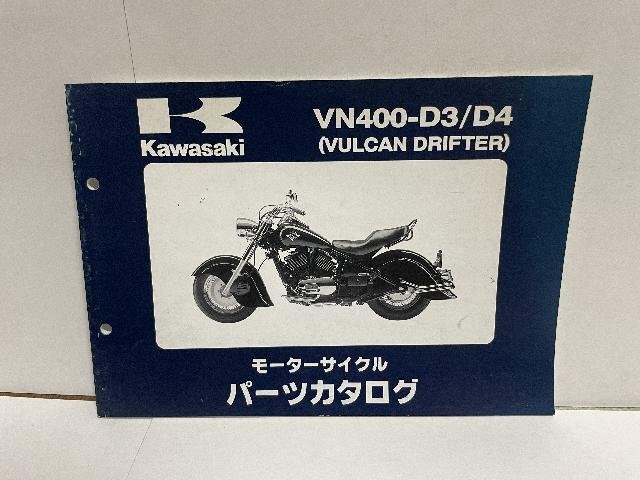 Kawasaki
VN400-D3/D4
(VULCAN DRIFTER)
モーターサイクル
パーツカタログ